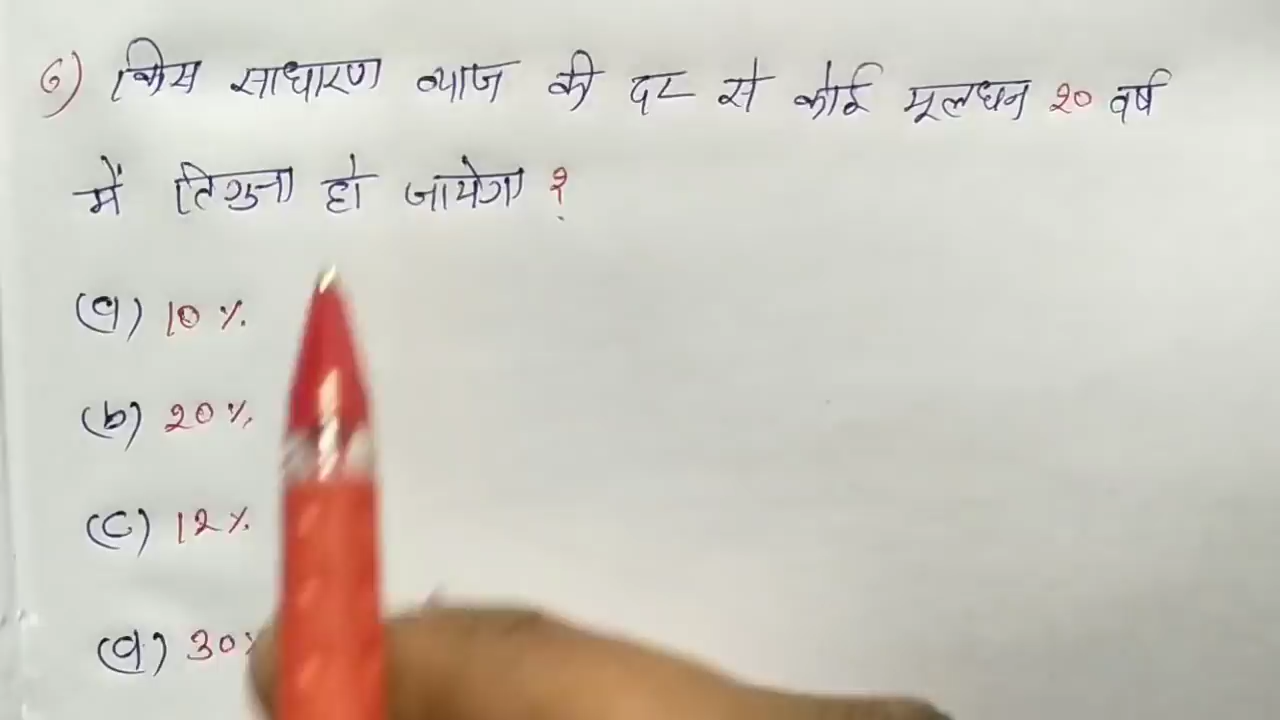 6) किस साधारण ब्याज की दर से कोई मूलधन 20 वर्ष
में तिगुना हो जायेगा ?
(a) 10%
(b) 20%
(c) 12%
(d) 30%